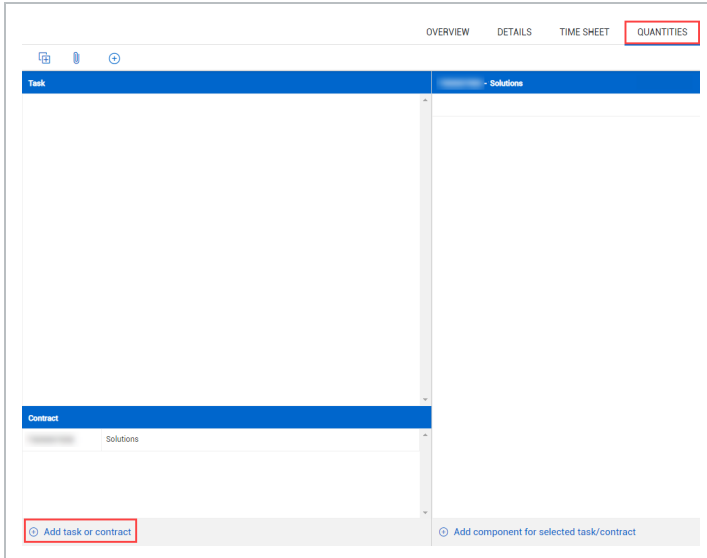 OVERVIEW DETAILS TIME SHEET QUANTITIES
Task
- Solutions
Contract
Solutions
Add task or contract
Add component for selected task/contract